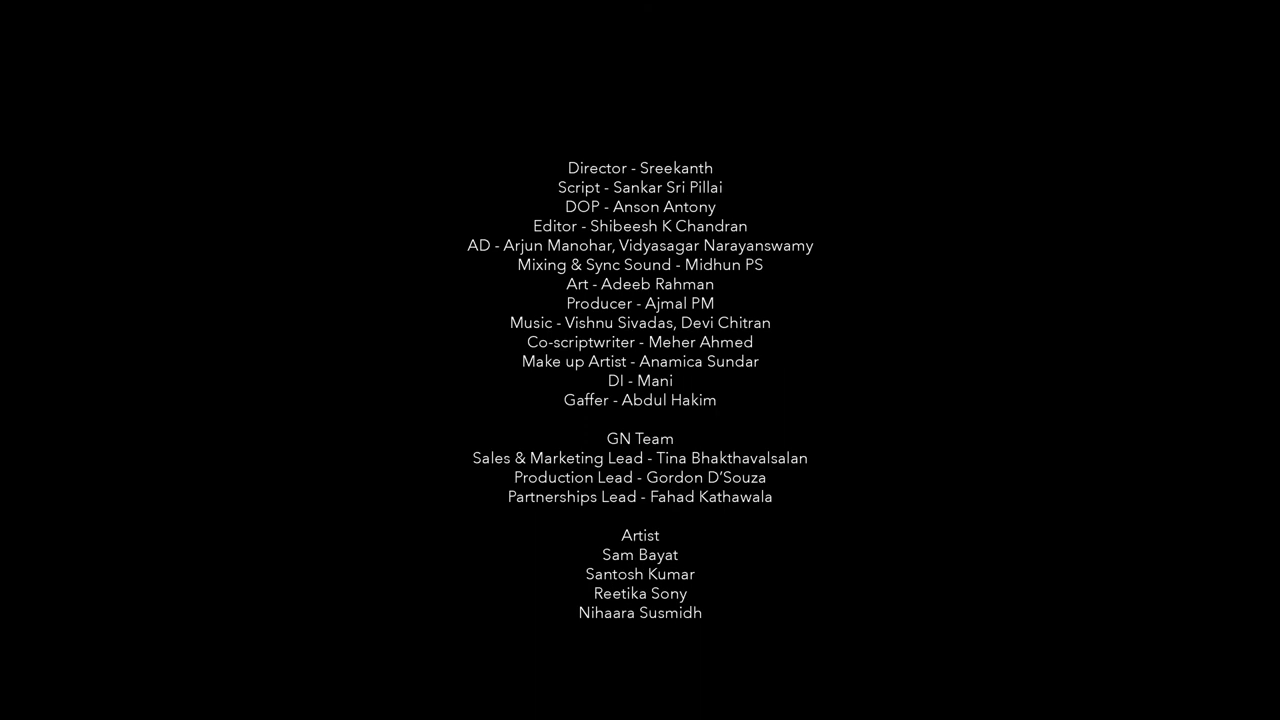 Director - Sreekanth
Script - Sankar Sri Pillai
DOP - Anson Antony
Editor - Shibeesh K Chandran
AD - Arjun Manohar, Vidyasagar Narayanswamy
Mixing & Sync Sound - Midhun PS
Art - Adeeb Rahman
Producer - Ajmal PM
Music - Vishnu Sivadas, Devi Chitran
Co-scriptwriter - Meher Ahmed
Make up Artist - Anamica Sundar
DI - Mani
Gaffer - Abdul Hakim
GN Team
Sales & Marketing Lead - Tina Bhakthavalsalan
Production Lead - Gordon D’Souza
Partnerships Lead - Fahad Kathawala
Artist
Sam Bayat
Santosh Kumar
Reetika Sony
Nihaara Susmidh